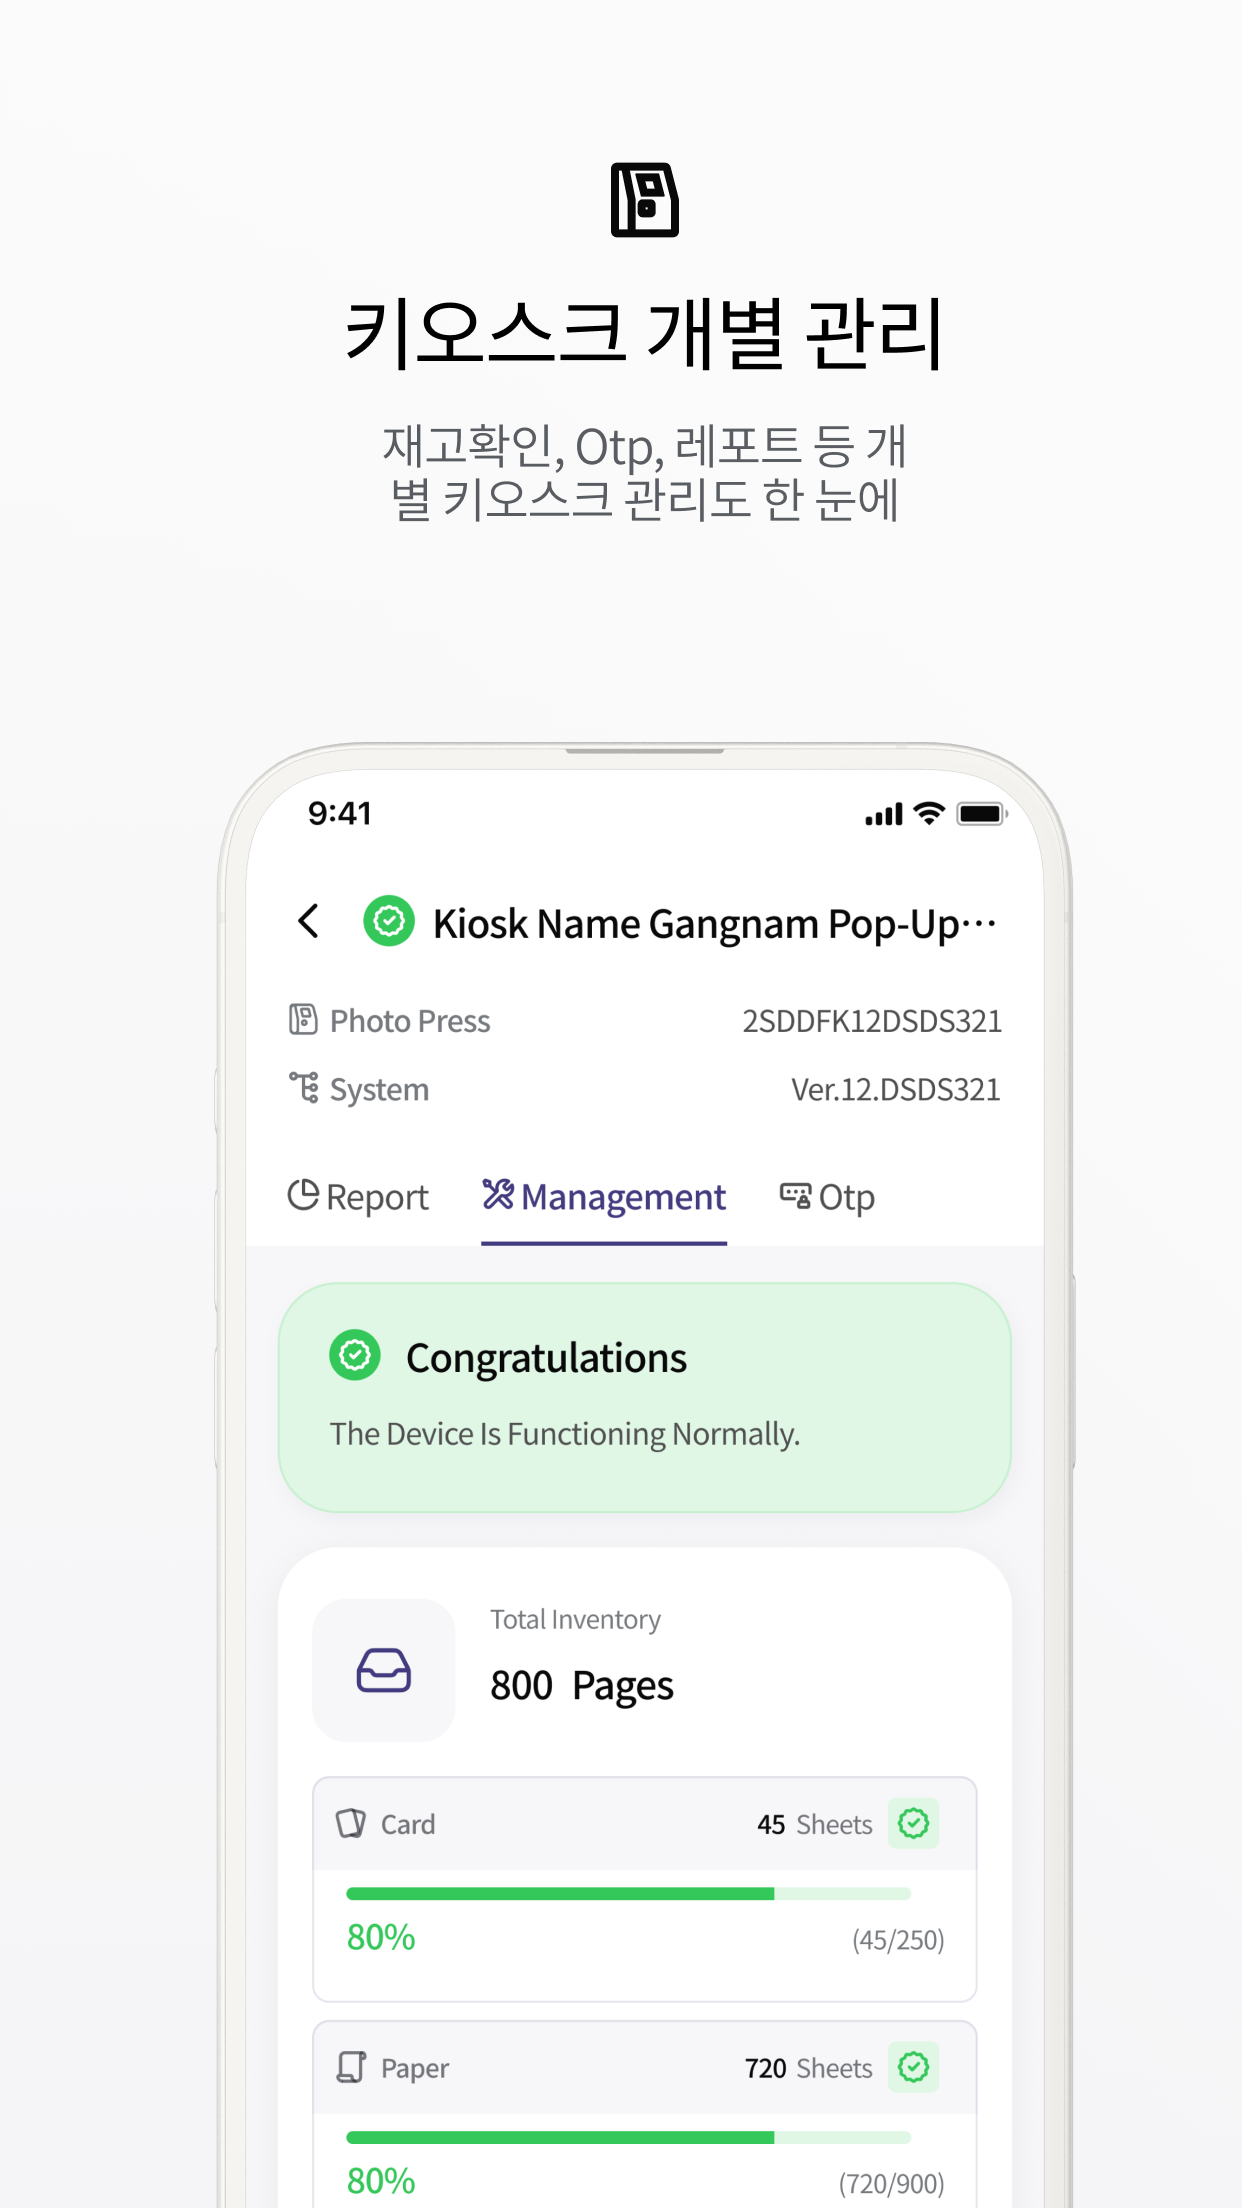 키오스크 개별 관리
재고확인, Otp, 레포트 등 개
별 키오스크 관리도 한 눈에
9:41
Kiosk Name Gangnam Pop-Up···
Photo Press 2SDDFK12DSDS321
System Ver.12.DSDS321
Report Management Otp
Congratulations
The Device Is Functioning Normally.
Total Inventory
800 Pages
Card 45 Sheets
80% (45/250)
Paper 720 Sheets
80% (720/900)